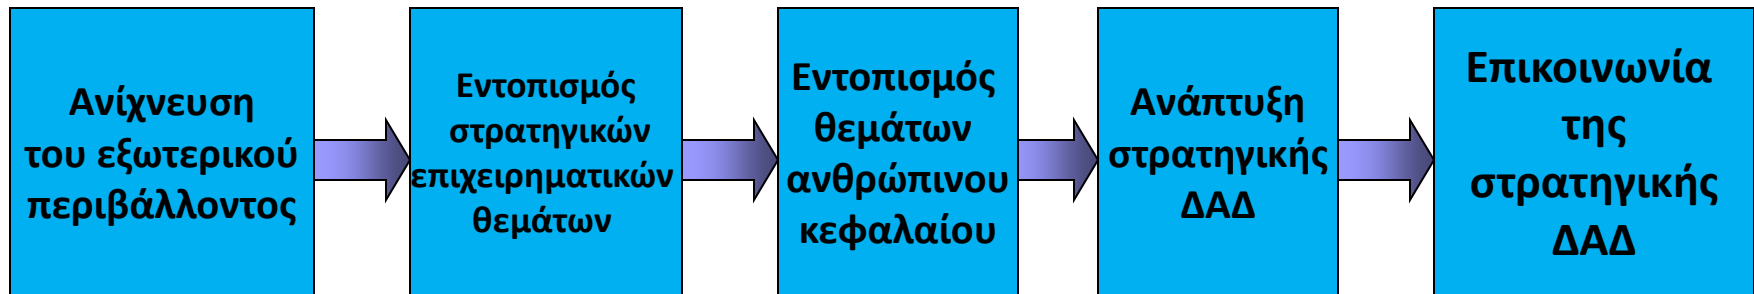 Ανίχνευση
του εξωτερικού
περιβάλλοντος
Εντοπισμός
στρατηγικών
επιχειρηματικών
θεμάτων
Εντοπισμός
θεμάτων
ανθρώπινου
κεφαλαίου
Ανάπτυξη
στρατηγικής
ΔΑΔ
Επικοινωνία
της
στρατηγικής
ΔΑΔ